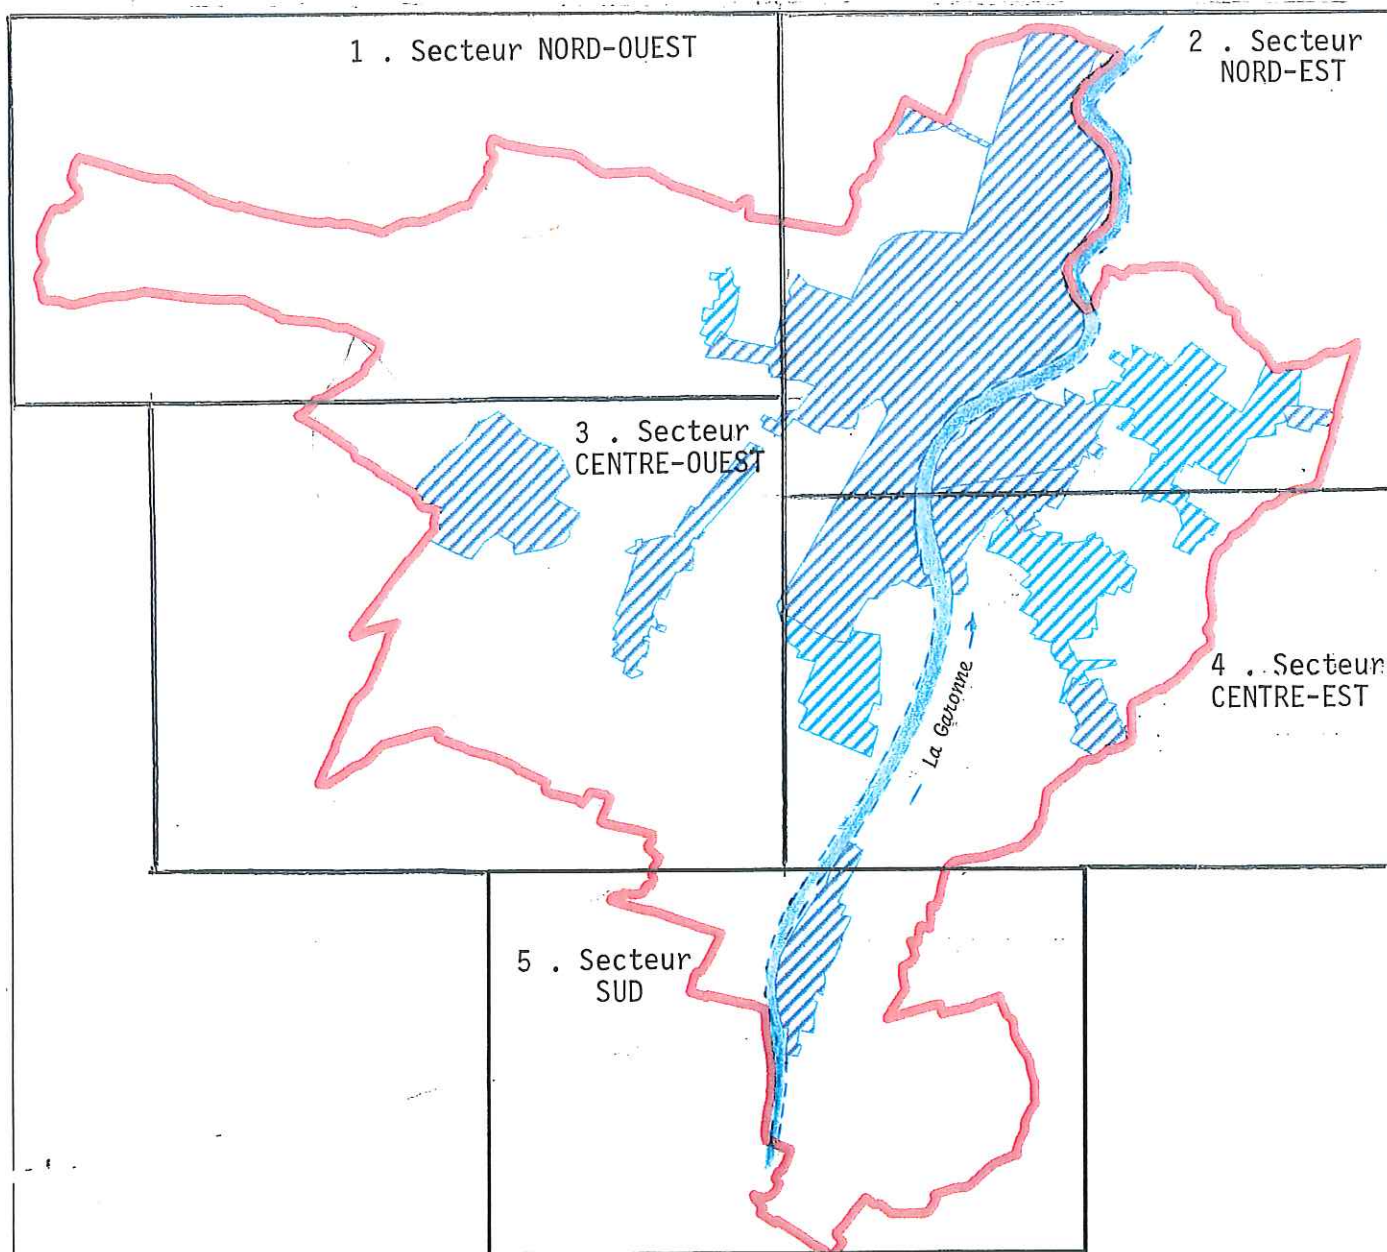 1 . Secteur NORD-OUEST
2 . Secteur
NORD-EST
3 . Secteur
CENTRE-OUEST
4 . Secteur
CENTRE-EST
La Garonne
5 . Secteur
SUD